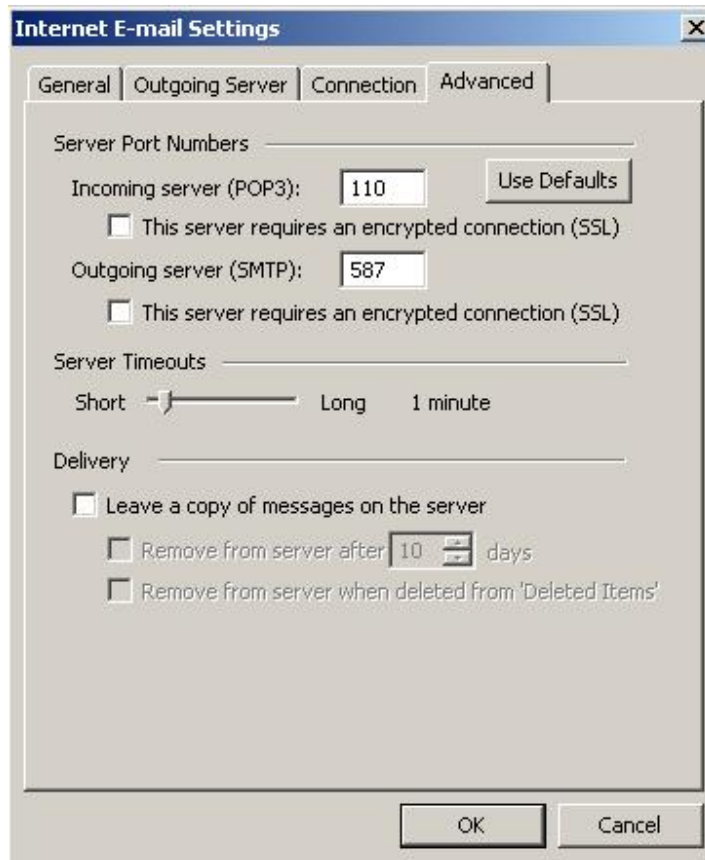 Internet E-mail Settings
General Outgoing Server Connection Advanced
Server Port Numbers
Incoming server (POP3): 110 Use Defaults
This server requires an encrypted connection (SSL)
Outgoing server (SMTP): 587
This server requires an encrypted connection (SSL)
Server Timeouts
Short Long 1 minute
Delivery
Leave a copy of messages on the server
Remove from server after 10 days
Remove from server when deleted from 'Deleted Items'
OK Cancel